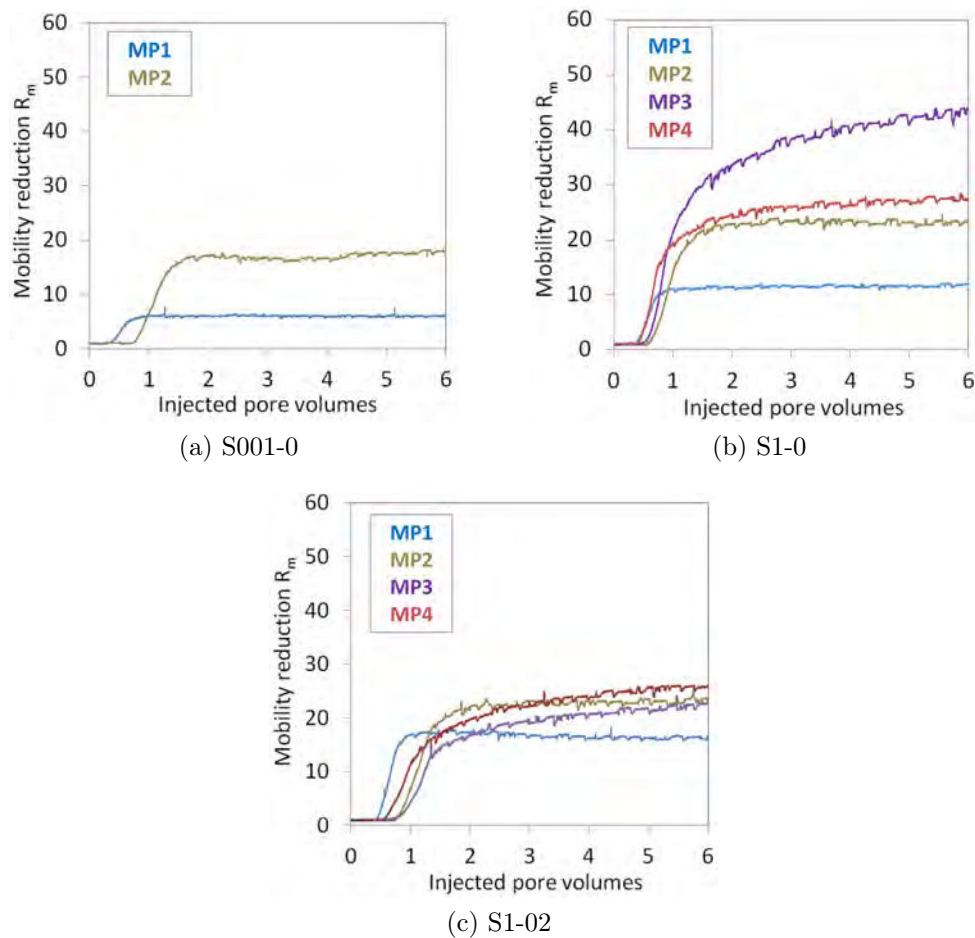 60
50
40
30
20
10
0
Mobility reduction Rm
MP1
MP2
0 1 2 3 4 5 6
Injected pore volumes
(a) S001-0
60
50
40
30
20
10
0
Mobility reduction Rm
MP1
MP2
MP3
MP4
0 1 2 3 4 5 6
Injected pore volumes
(b) S1-0
60
50
40
30
20
10
0
Mobility reduction Rm
MP1
MP2
MP3
MP4
0 1 2 3 4 5 6
Injected pore volumes
(c) S1-02